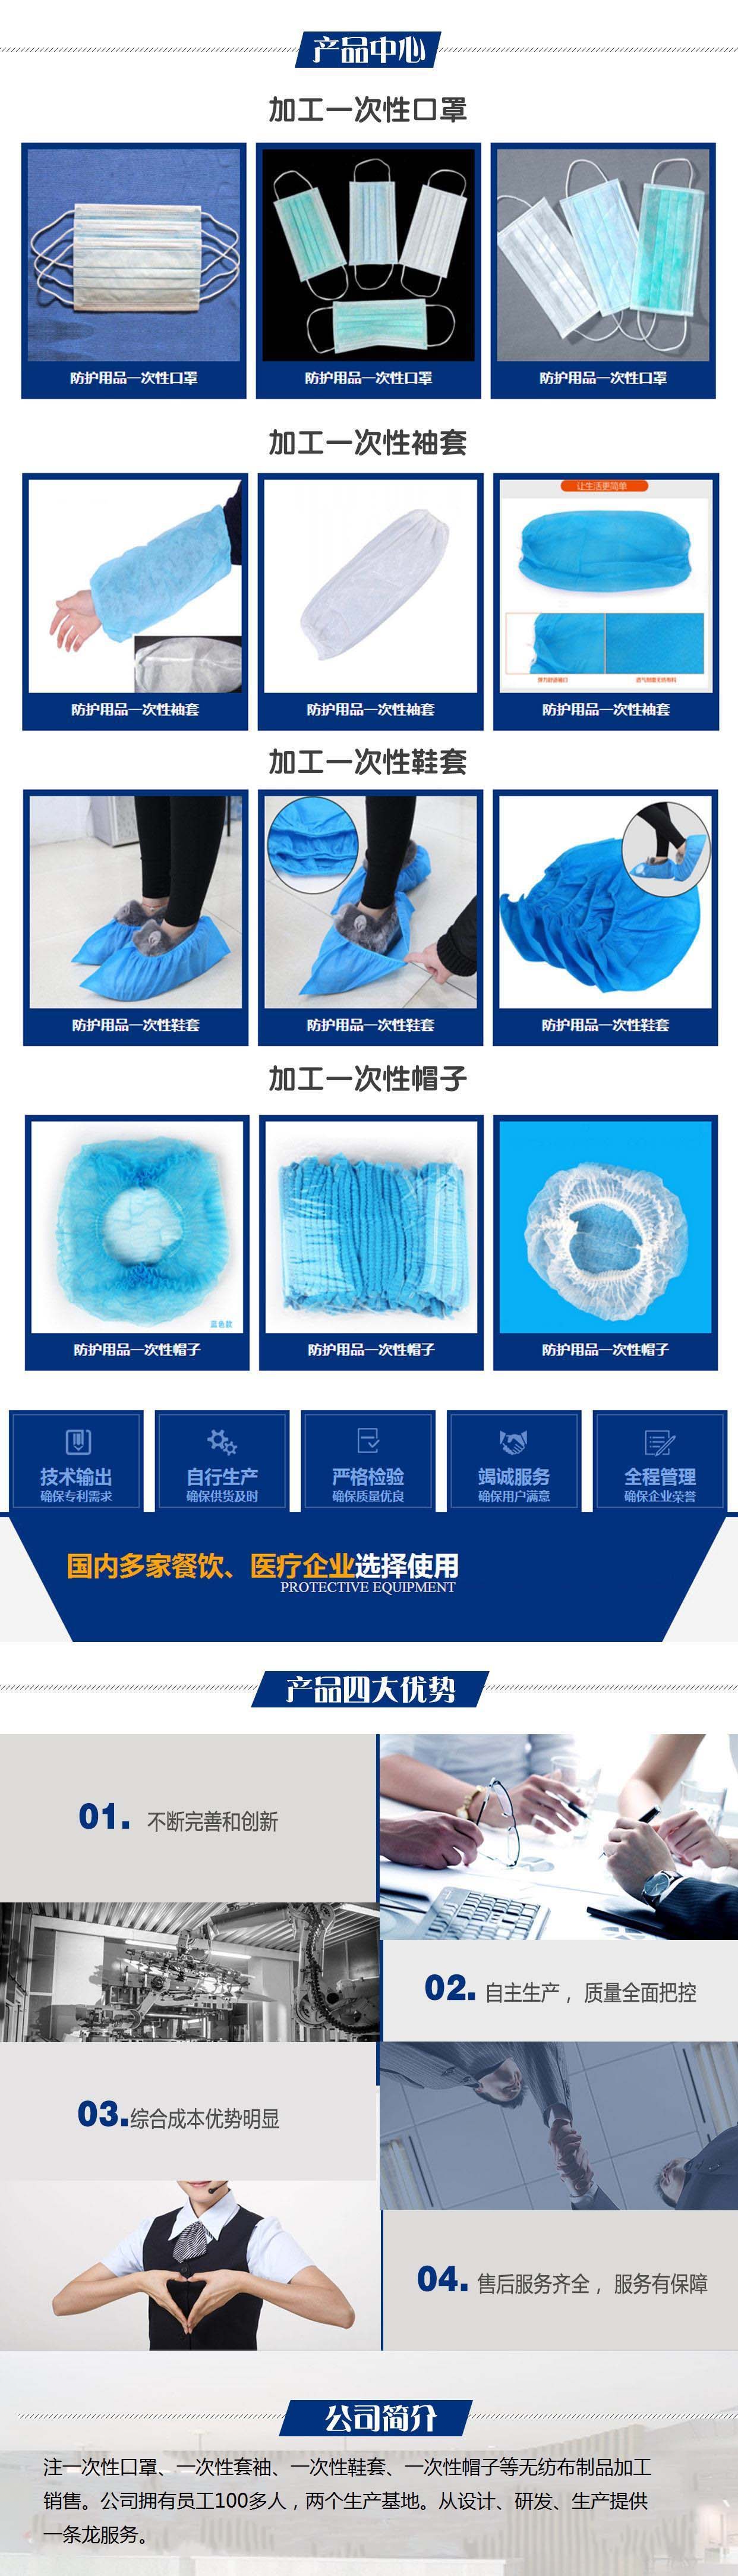 产品中心
加工一次性口罩
防护用品一次性口罩
防护用品一次性口罩
防护用品一次性口罩
加工一次性袖套
让生活更简单
防护用品一次性袖套
防护用品一次性袖套
防护用品一次性袖套
加工一次性鞋套
防护用品一次性鞋套
防护用品一次性鞋套
防护用品一次性鞋套
加工一次性帽子
蓝色款
防护用品一次性帽子
防护用品一次性帽子
防护用品一次性帽子
技术输出
确保专利需求
自行生产
确保供货及时
严格检验
确保质量优良
竭诚服务
确保用户满意
全程管理
确保企业荣誉
国内多家餐饮、医疗企业选择使用
PROTECTIVE EQUIPMENT
产品四大优势
01. 不断完善和创新
02. 自主生产，质量全面把控
03.综合成本优势明显
04. 售后服务齐全，服务有保障
公司简介
注一次性口罩、一次性套袖、一次性鞋套、一次性帽子等无纺布制品加工
销售。公司拥有员工100多人，两个生产基地。从设计、研发、生产提供
一条龙服务。